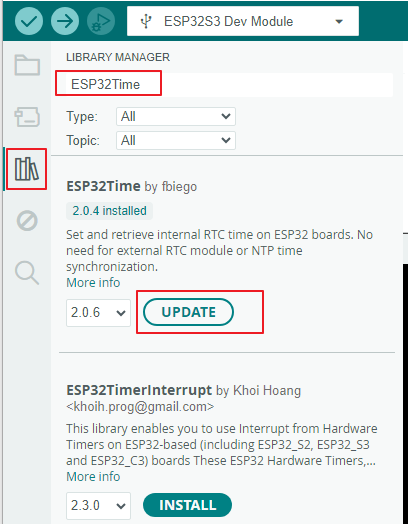 ESP32S3 Dev Module
LIBRARY MANAGER
ESP32Time
Type: All
Topic: All
ESP32Time by fbiego
2.0.4 installed
Set and retrieve internal RTC time on ESP32 boards. No
need for external RTC module or NTP time
synchronization.
More info
2.0.6 UPDATE
ESP32TimerInterrupt by Khoi Hoang
<khoih.prog@gmail.com>
This library enables you to use Interrupt from Hardware
Timers on ESP32-based (including ESP32_S2, ESP32_S3
and ESP32_C3) boards These ESP32 Hardware Timers,...
More info
2.3.0 INSTALL